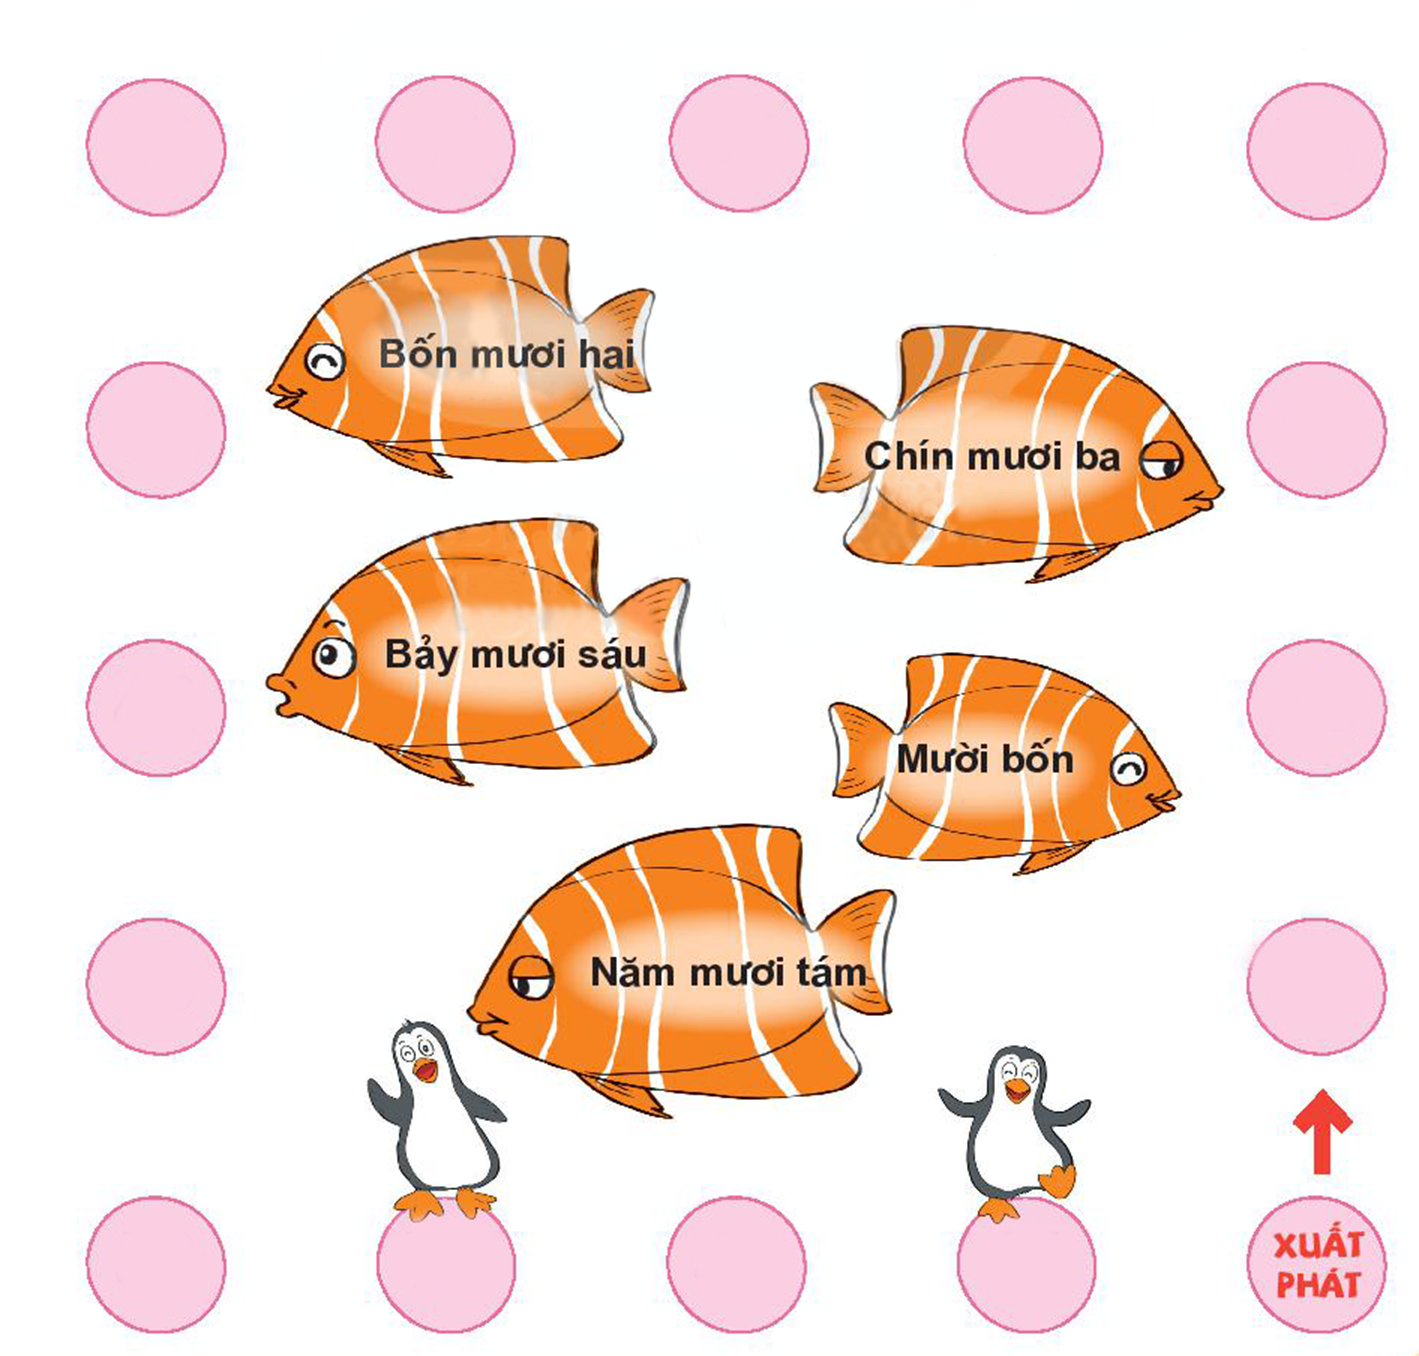 Bốn mươi hai
Chín mươi ba
Bảy mươi sáu
Mười bốn
Năm mươi tám
XUẤT
PHÁT